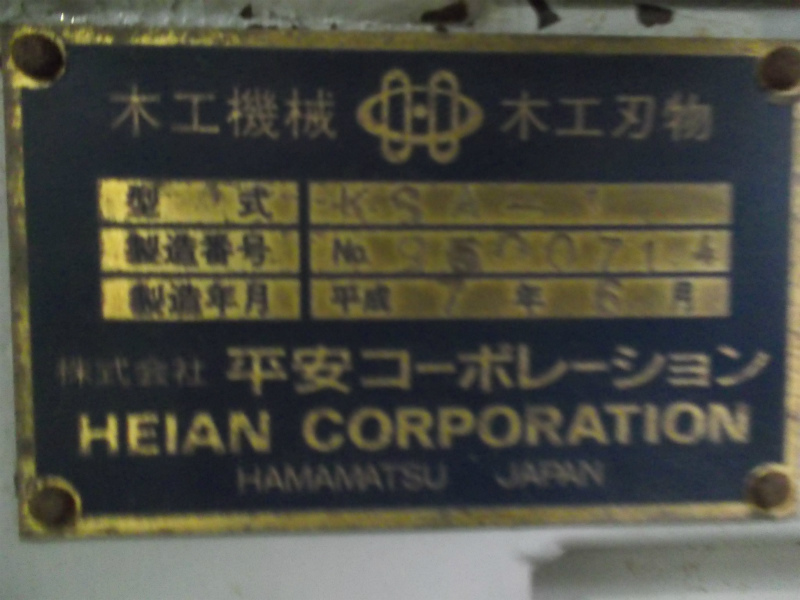 木工機械 木工刃物
型式 KSA-
製造番号 No.
製造年月 平成 7 年 6 月
株式会社 平安コーポレーション
HEIAN CORPORATION
HAMAMATSU JAPAN